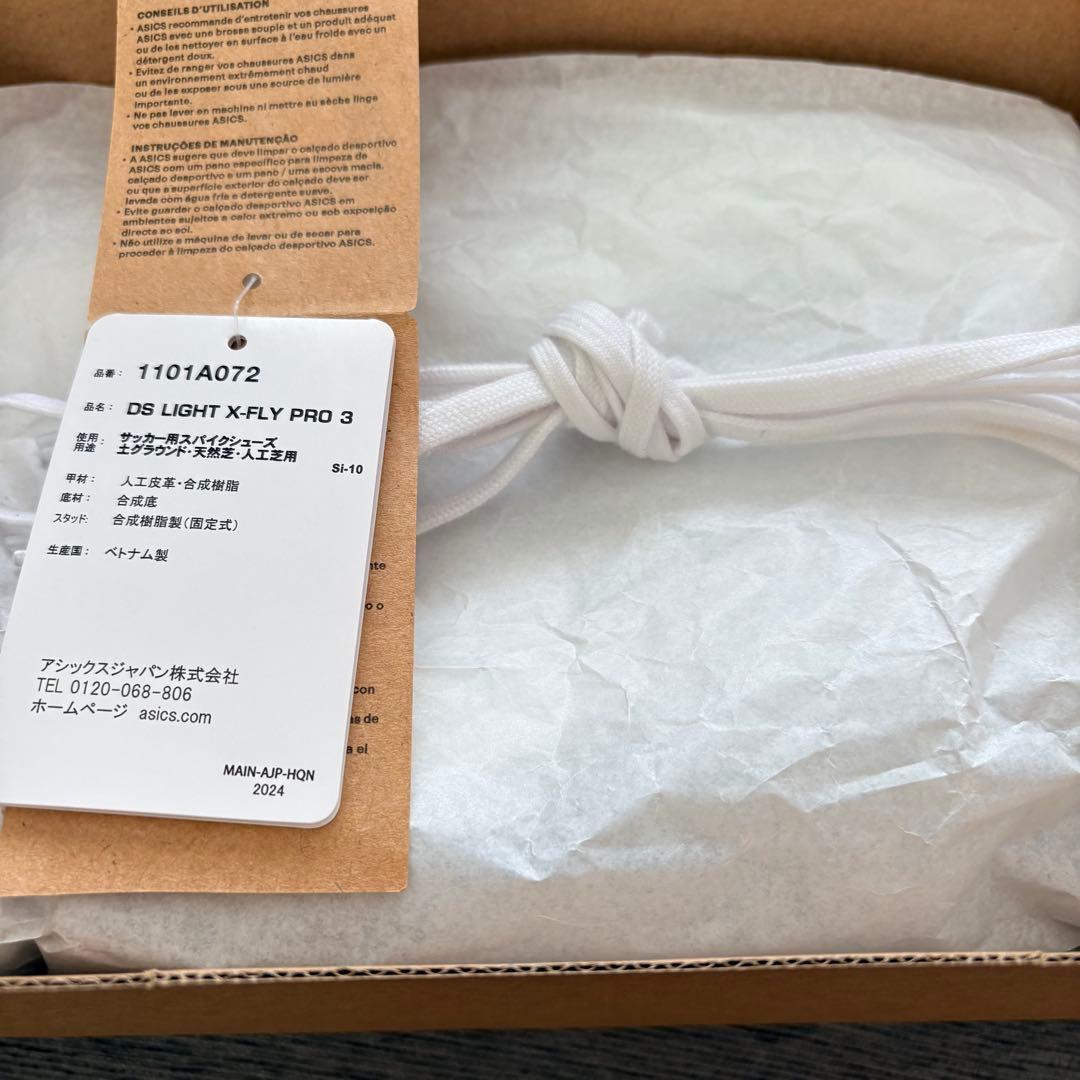 CONSEILS D'UTILISATION
• ASICS recommande d'entretenir vos chaussures
ASICS avec une brosse souple et un produit adéquat
ou de les nettoyer en surface à l'eau froide avec un
détergent doux.
• Evitez de ranger vos chaussures ASICS dans
un environnement extrêmement chaud
ou de les exposer sous une source de lumière
importante.
• Ne pas laver en machine ni mettre au sèche linge
vos chaussures ASICS.
INSTRUÇÕES DE MANUTENÇÃO
• A ASICS sugere que deve limpar o calçado desportivo
ASICS com um pano específico para limpeza de
calçado desportivo e um pano / uma escova macia.
ou que a superfície exterior do calçado deve ser
lavada com água fria e detergente suave.
• Evite guardar o calçado desportivo ASICS em
ambientes sujeitos a calor extremo ou sob exposição
directa ao sol.
• Não utilize a máquina de lavar ou de secar para
proceder à limpeza do calçado desportivo ASICS.
品番: 1101A072
品名: DS LIGHT X-FLY PRO 3
使用用途: サッカー用スパイクシューズ
土グラウンド・天然芝・人工芝用
Si-10
甲材: 人工皮革・合成樹脂
底材: 合成底
スタッド: 合成樹脂製(固定式)
生産国: ベトナム製
nte
o o
con
as de
a el
アシックスジャパン株式会社
TEL 0120-068-806
ホームページ asics.com
MAIN-AJP-HQN
2024